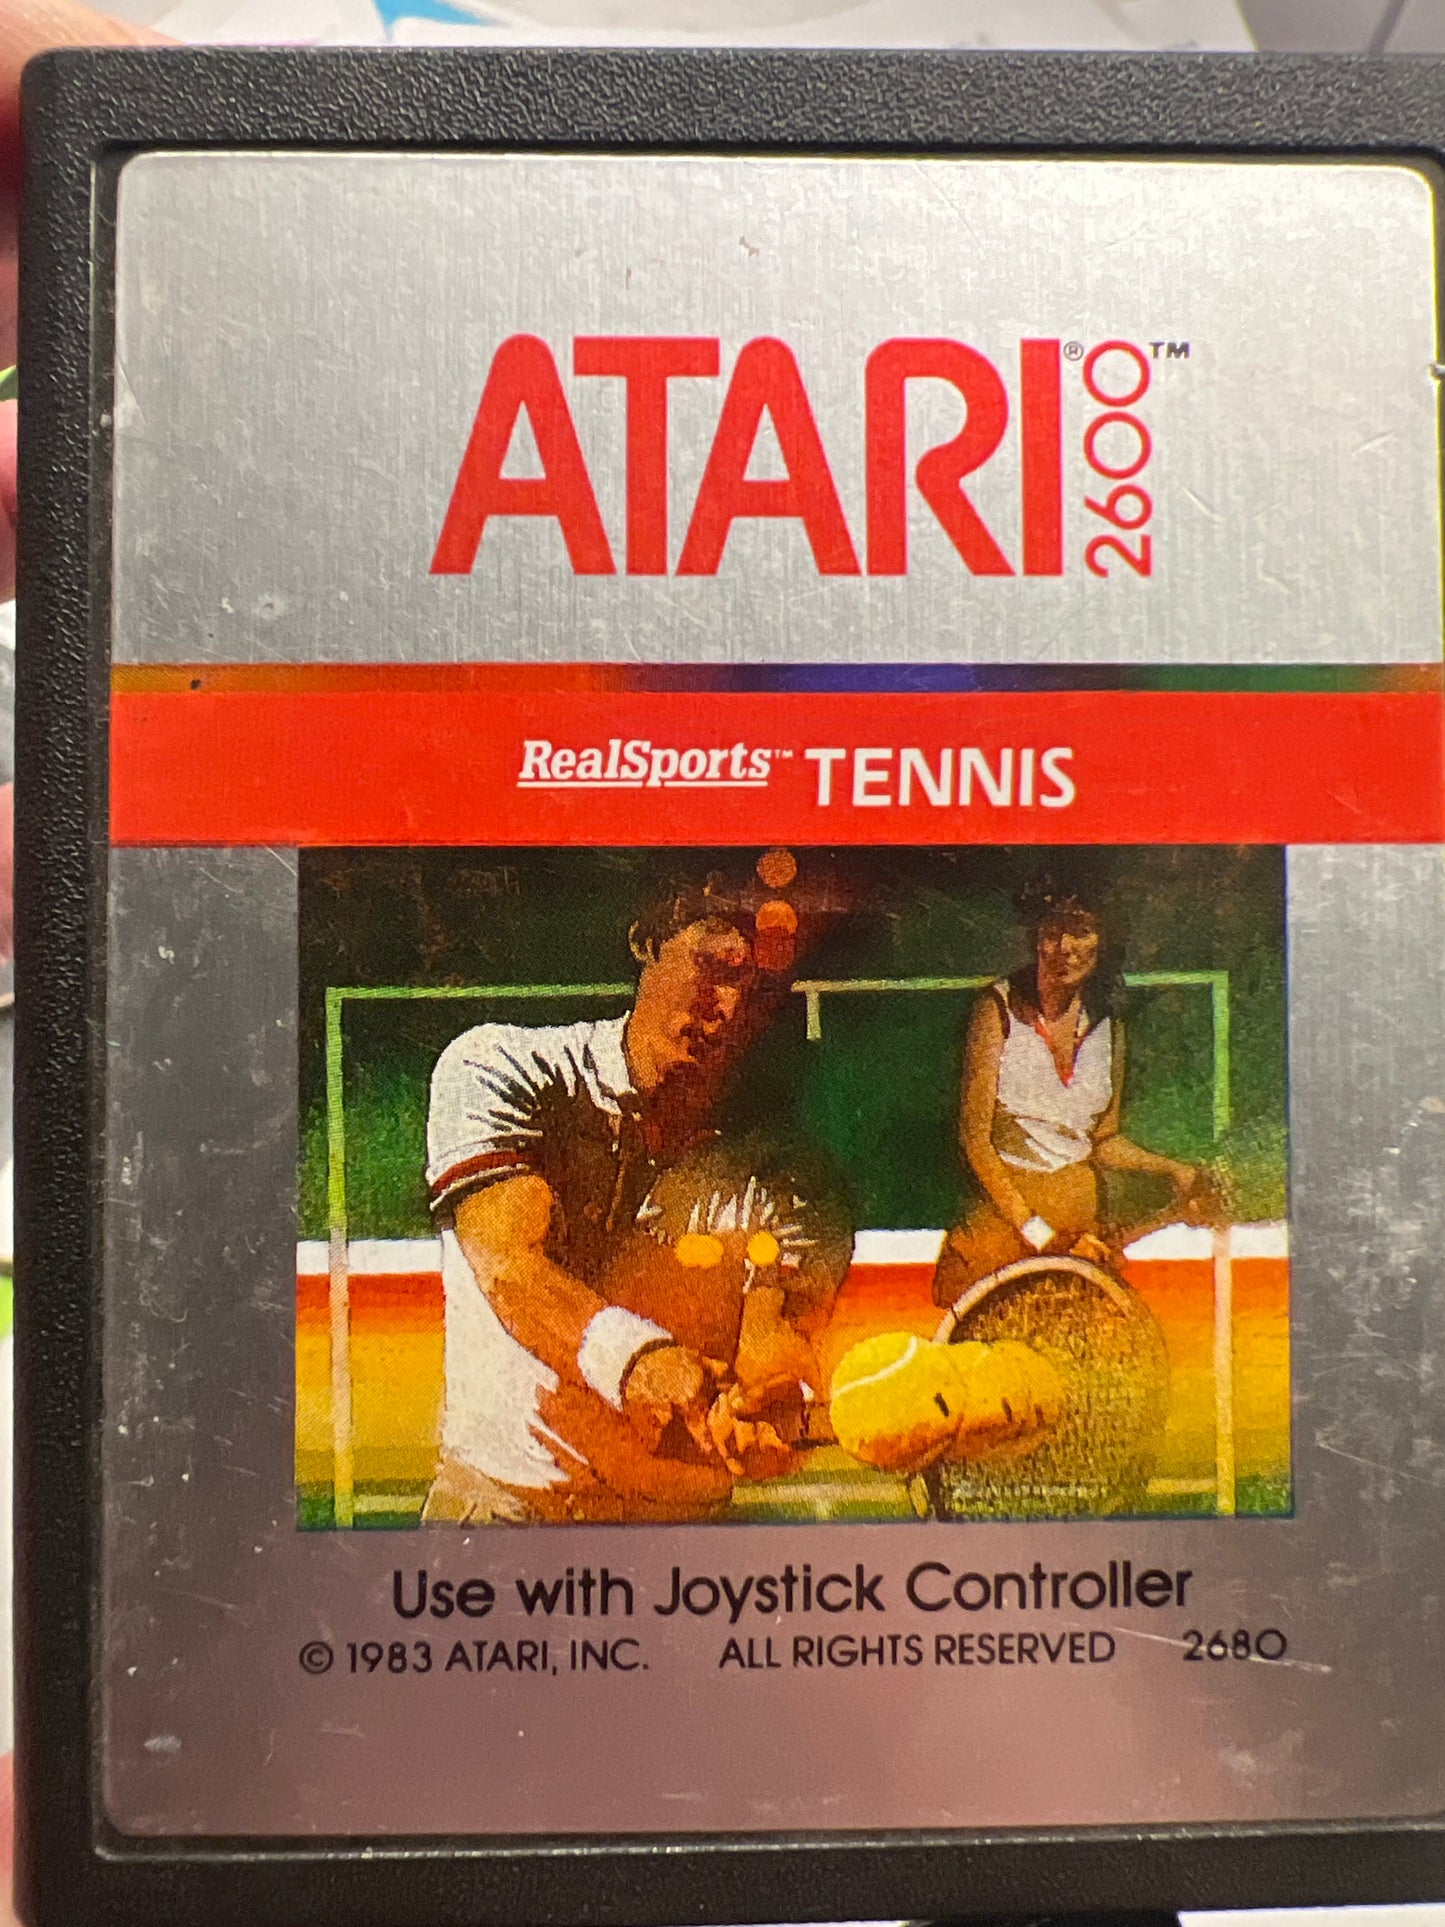 ATARI® 2600™
RealSports™ TENNIS
Use with Joystick Controller
© 1983 ATARI, INC. ALL RIGHTS RESERVED 2680